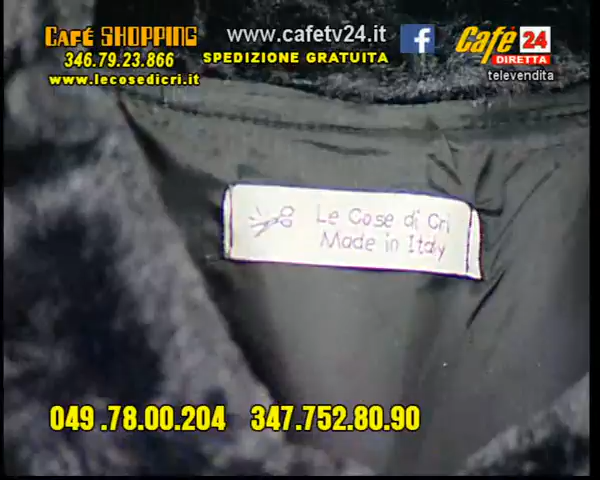 Café SHOPPING
346.79.23.866
www.lecosedicri.it
www.cafetv24.it
SPEDIZIONE GRATUITA
f
Café 24
DIRETTA
televendita
Le Cose di Cri
Made in Italy
049 .78.00.204 347.752.80.90